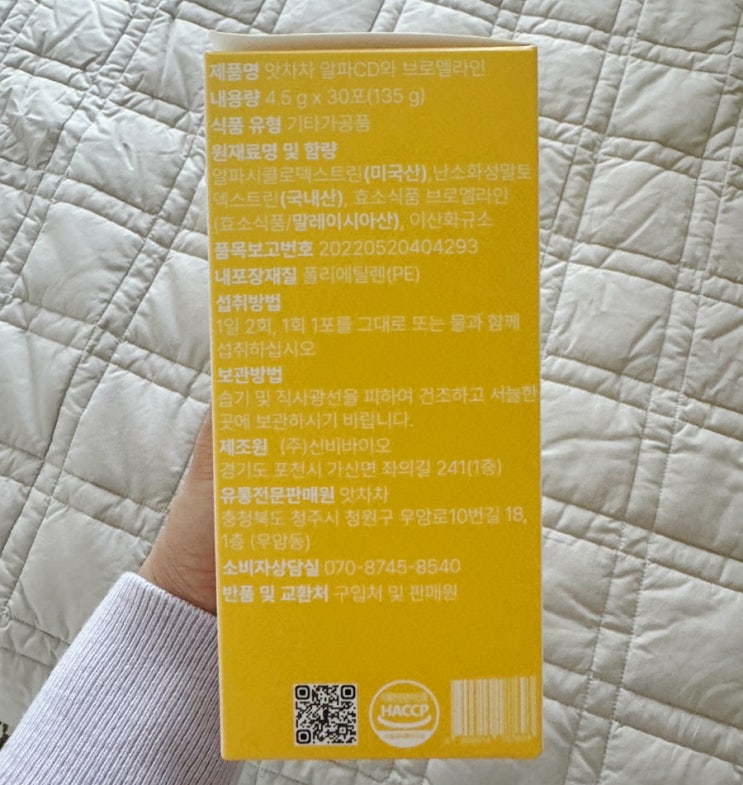 제품명 앗차차 알파CD와 브로멜라인
내용량 4.5 g x 30포(135 g)
식품 유형 기타가공품
원재료명 및 함량
알파시클로덱스트린(미국산),난소화성말토
덱스트린(국내산), 효소식품 브로멜라인
(효소식품/말레이시아산), 이산화규소
품목보고번호 20220520404293
내포장재질 폴리에틸렌(PE)
섭취방법
1일 2회, 1회 1포를 그대로 또는 물과 함께
섭취하십시오
보관방법
습기 및 직사광선을 피하여 건조하고 서늘한
곳에 보관하시기 바랍니다.
제조원 (주)신비바이오
경기도 포천시 가산면 좌의길 241(1층)
유통전문판매원 앗차차
충청북도 청주시 청원구 우암로10번길 18,
1층 (우암동)
소비자상담실 070-8745-8540
반품 및 교환처 구입처 및 판매원
HACCP